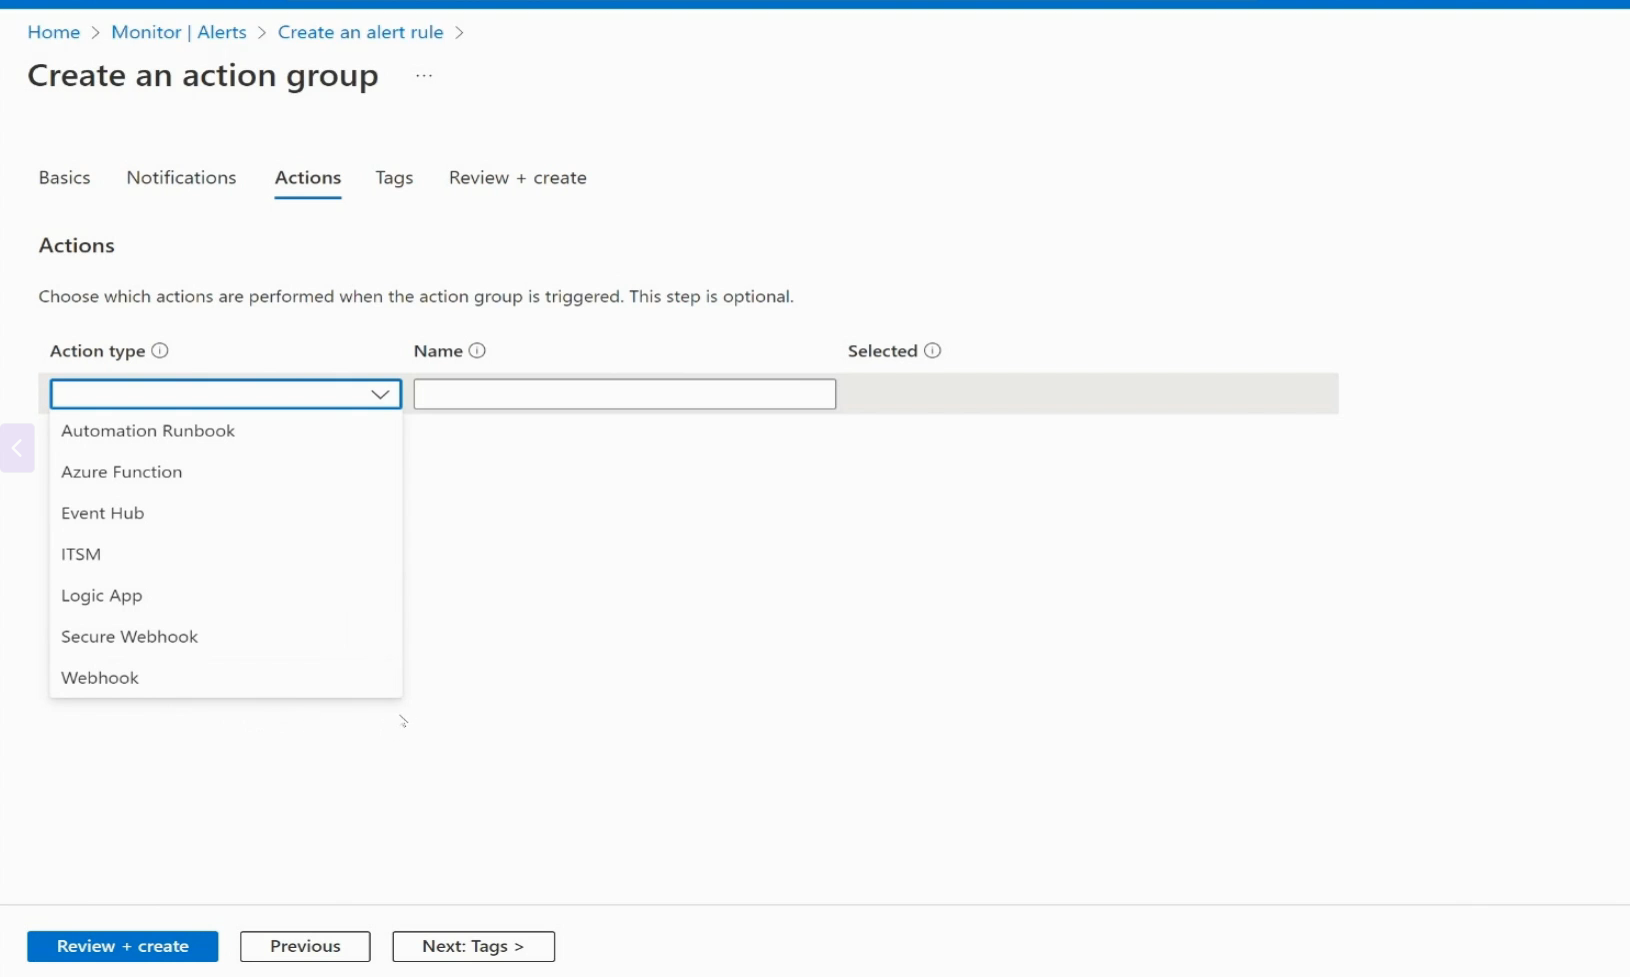 Home > Monitor | Alerts > Create an alert rule >
Create an action group ...
Basics Notifications Actions Tags Review + create
Actions
Choose which actions are performed when the action group is triggered. This step is optional.
Action type Name Selected
Automation Runbook
Azure Function
Event Hub
ITSM
Logic App
Secure Webhook
Webhook
Review + create Previous Next: Tags >